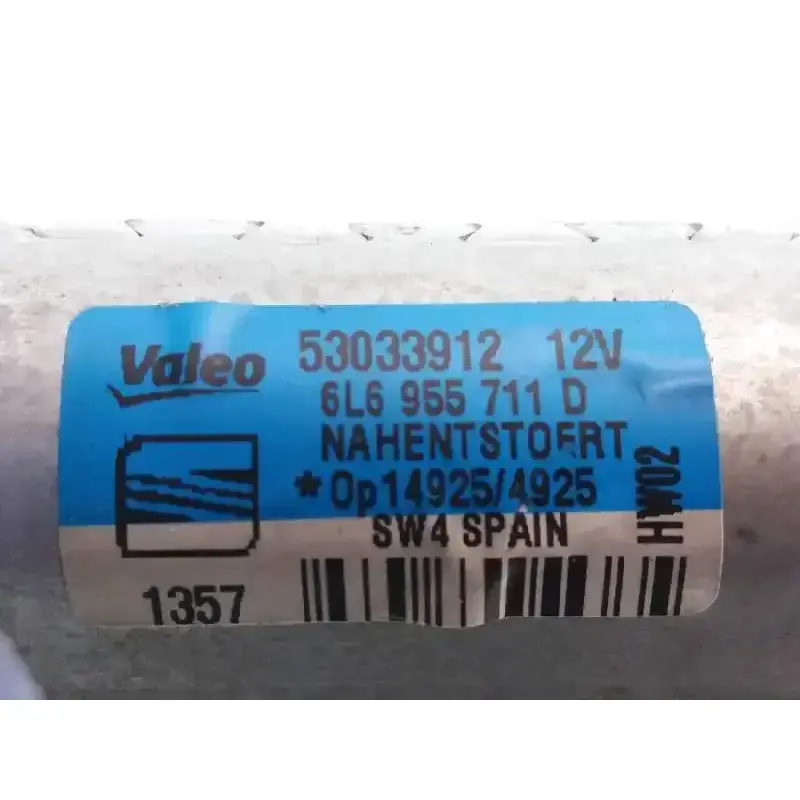 Valeo 53033912 12V
6L6 955 711 D
NAHENTSTOERT
*Op14925/4925
SW4 SPAIN
HW02
1357